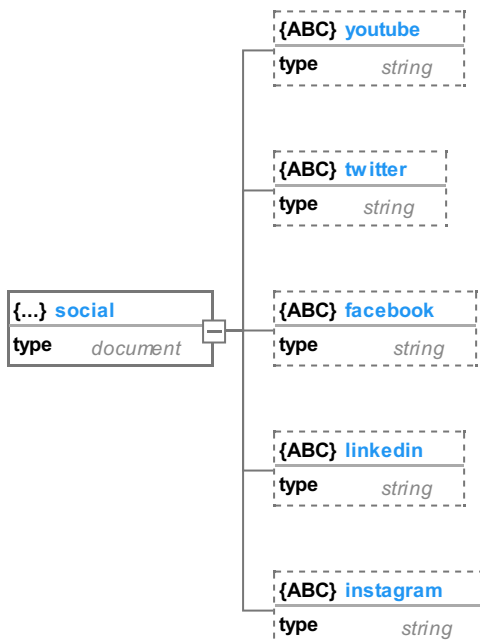 {ABC} youtube
type string
{ABC} twitter
type string
{...} social
type document
{ABC} facebook
type string
{ABC} linkedin
type string
{ABC} instagram
type string